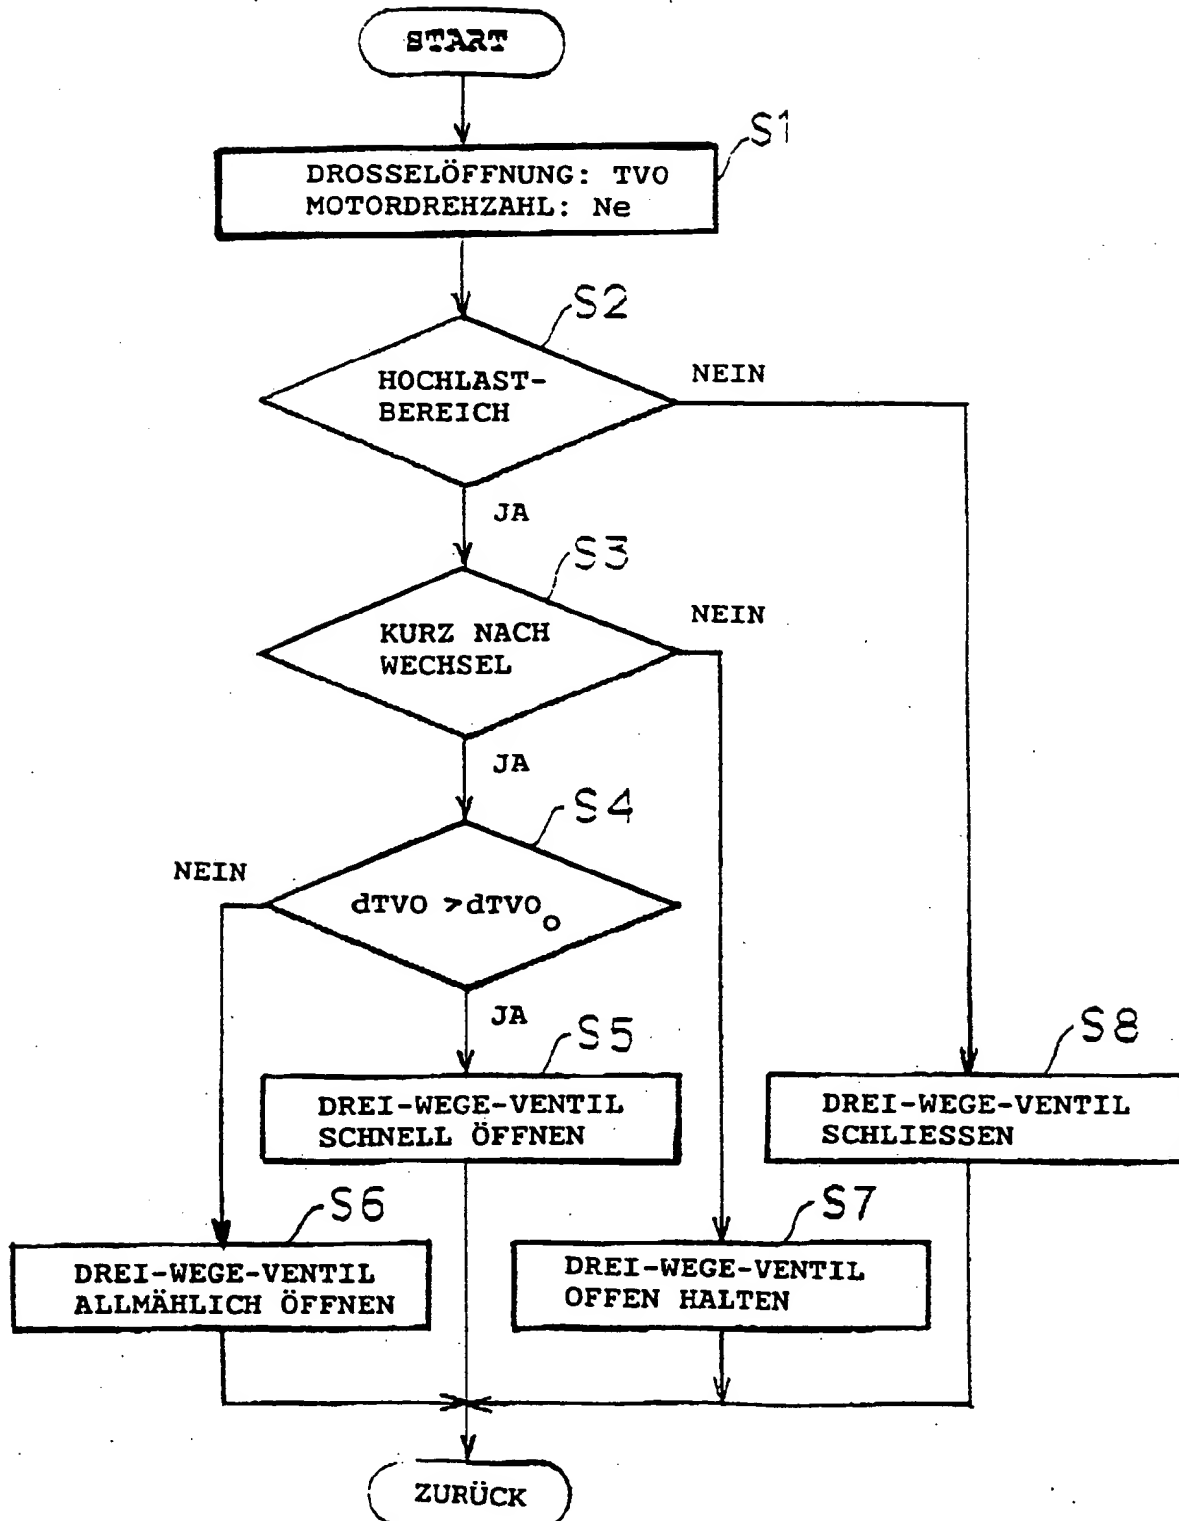 START
S1
DROSSELÖFFNUNG: TVO
MOTORDREHZAHL: Ne
S2
HOCHLAST-
BEREICH
NEIN
JA
S3
KURZ NACH
WECHSEL
NEIN
JA
S4
NEIN
dTVO >dTVOo
JA
S5
DREI-WEGE-VENTIL
SCHNELL ÖFFNEN
S8
DREI-WEGE-VENTIL
SCHLIESSEN
S6
DREI-WEGE-VENTIL
ALLMÄHLICH ÖFFNEN
S7
DREI-WEGE-VENTIL
OFFEN HALTEN
ZURÜCK